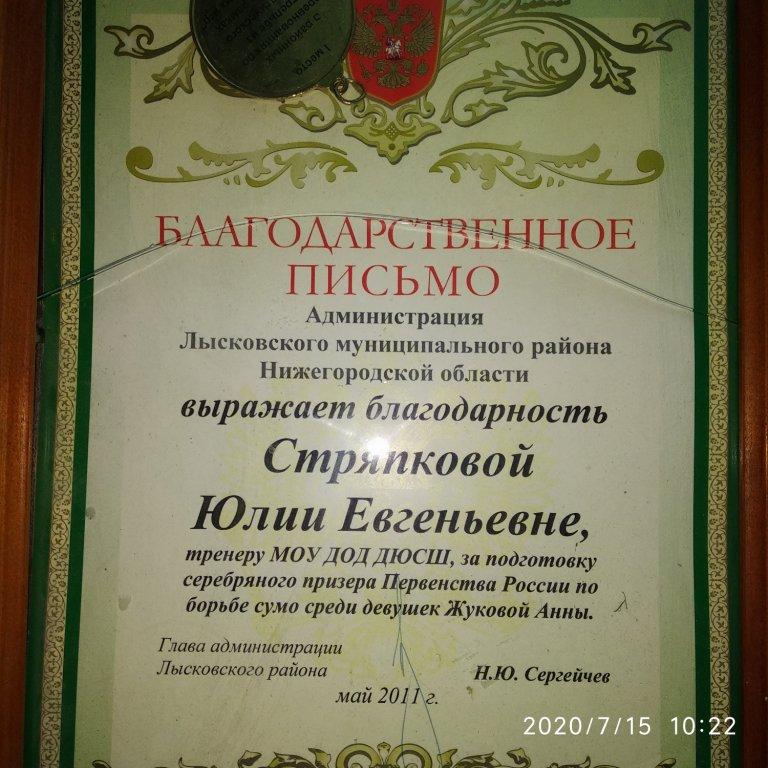 I место
БЛАГОДАРСТВЕННОЕ
ПИСЬМО
Администрация
Лысковского муниципального района
Нижегородской области
выражает благодарность
Стряпковой
Юлии Евгеньевне,
тренеру МОУ ДОД ДЮСШ, за подготовку
серебряного призера Первенства России по
борьбе сумо среди девушек Жуковой Анны.
Глава администрации
Лысковского района
Н.Ю. Сергейчев
май 2011 г.
2020/7/15 10:22